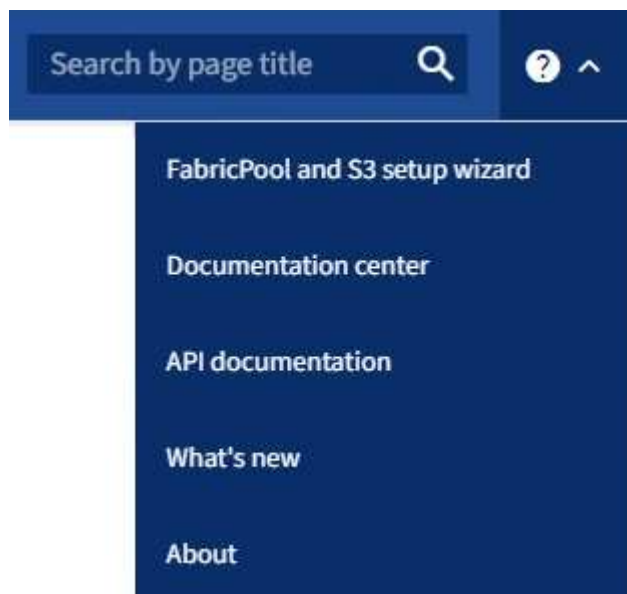 Search by page title
FabricPool and S3 setup wizard
Documentation center
API documentation
What's new
About